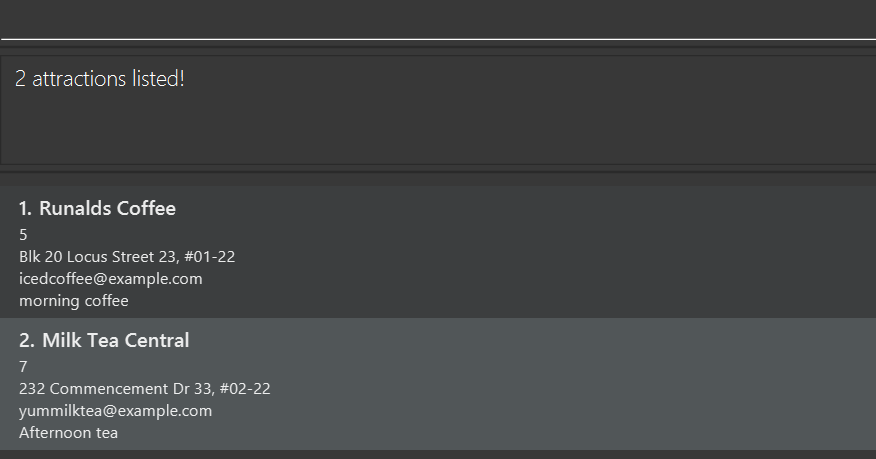 2 attractions listed!
1. Runalds Coffee
5
Blk 20 Locus Street 23, #01-22
icedcoffee@example.com
morning coffee
2. Milk Tea Central
7
232 Commencement Dr 33, #02-22
yummilktea@example.com
Afternoon tea